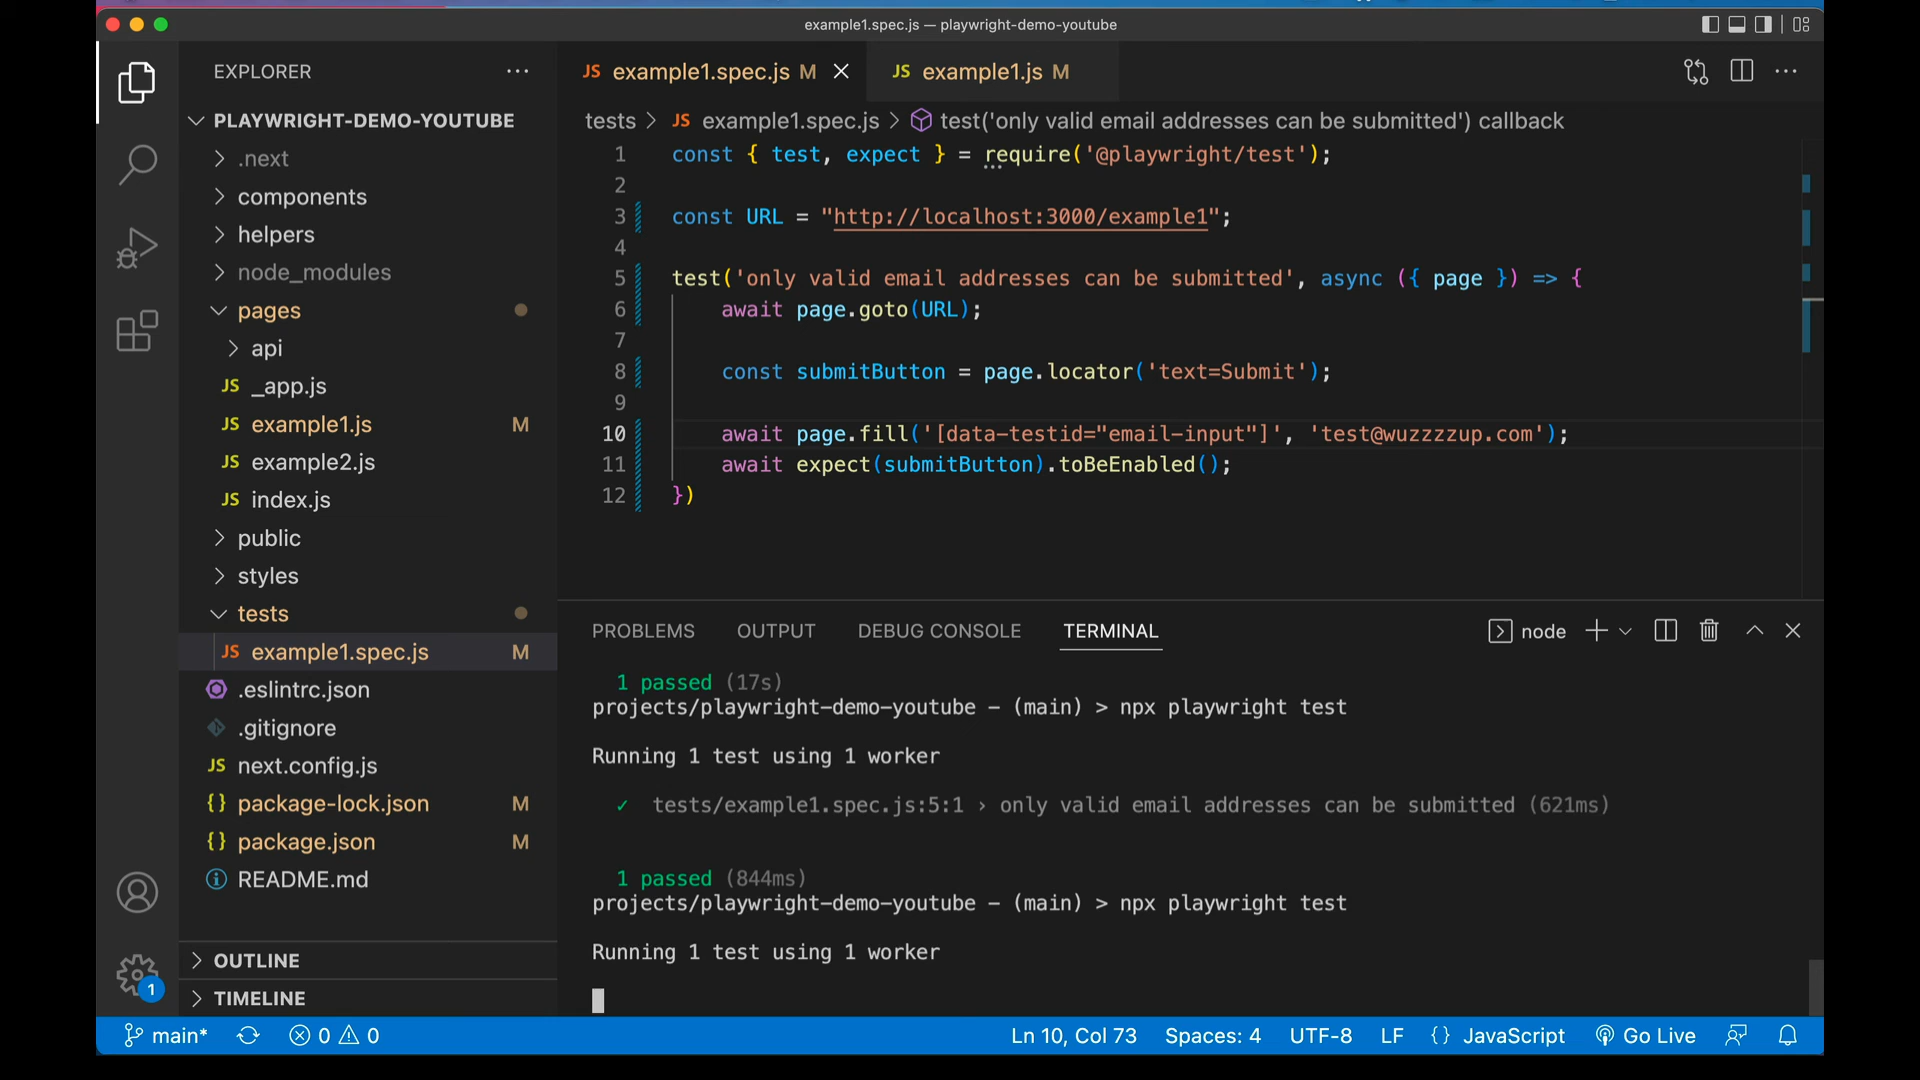 example1.spec.js — playwright-demo-youtube
EXPLORER
PLAYWRIGHT-DEMO-YOUTUBE
.next
components
helpers
node_modules
pages
api
JS _app.js
JS example1.js M
JS example2.js
JS index.js
public
styles
tests
JS example1.spec.js M
.eslintrc.json
.gitignore
JS next.config.js
{} package-lock.json M
{} package.json M
README.md
OUTLINE
TIMELINE
1
JS example1.spec.js M
JS example1.js M
tests > JS example1.spec.js > test('only valid email addresses can be submitted') callback
1 const { test, expect } = require('@playwright/test');
2
3 const URL = "http://localhost:3000/example1";
4
5 test('only valid email addresses can be submitted', async ({ page }) => {
6 await page.goto(URL);
7
8 const submitButton = page.locator('text=Submit');
9
10 await page.fill('[data-testid="email-input"]', 'test@wuzzzzup.com');
11 await expect(submitButton).toBeEnabled();
12 })
PROBLEMS OUTPUT DEBUG CONSOLE TERMINAL node
1 passed (17s)
projects/playwright-demo-youtube – (main) > npx playwright test
Running 1 test using 1 worker
✓ tests/example1.spec.js:5:1 › only valid email addresses can be submitted (621ms)
1 passed (844ms)
projects/playwright-demo-youtube – (main) > npx playwright test
Running 1 test using 1 worker
main* 0 0 Ln 10, Col 73 Spaces: 4 UTF-8 LF {} JavaScript Go Live